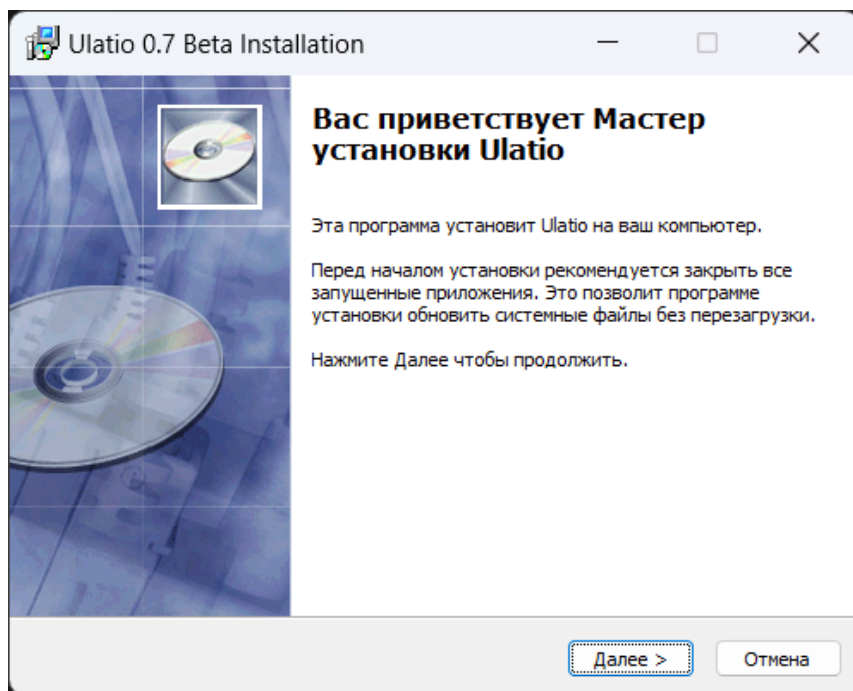 Ulatio 0.7 Beta Installation
Вас приветствует Мастер
установки Ulatio
Эта программа установит Ulatio на ваш компьютер.
Перед началом установки рекомендуется закрыть все
запущенные приложения. Это позволит программе
установки обновить системные файлы без перезагрузки.
Нажмите Далее чтобы продолжить.
Далее >
Отмена